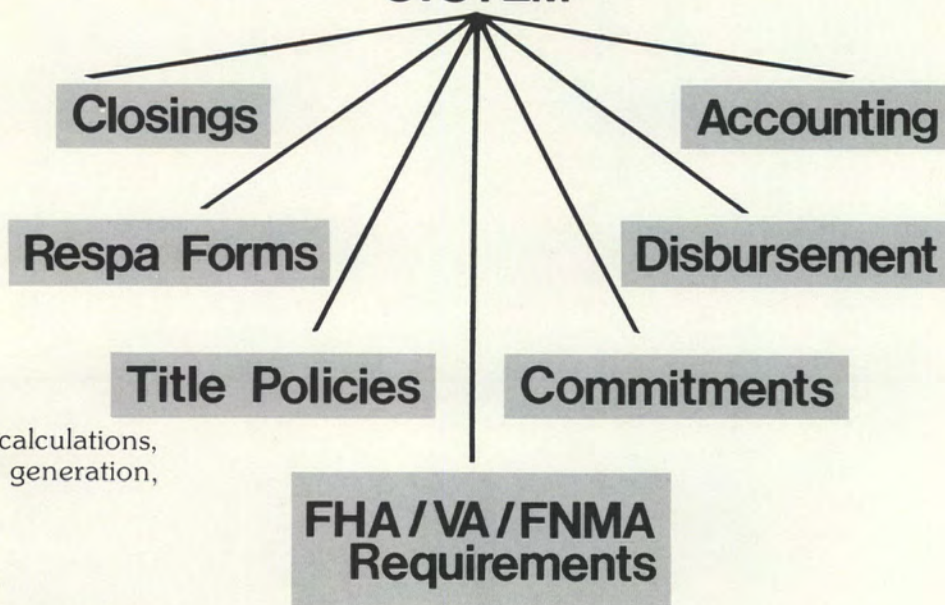 Closings
Accounting
Respa Forms
Disbursement
Title Policies
Commitments
calculations,
generation,
FHA/VA/FNMA
Requirements